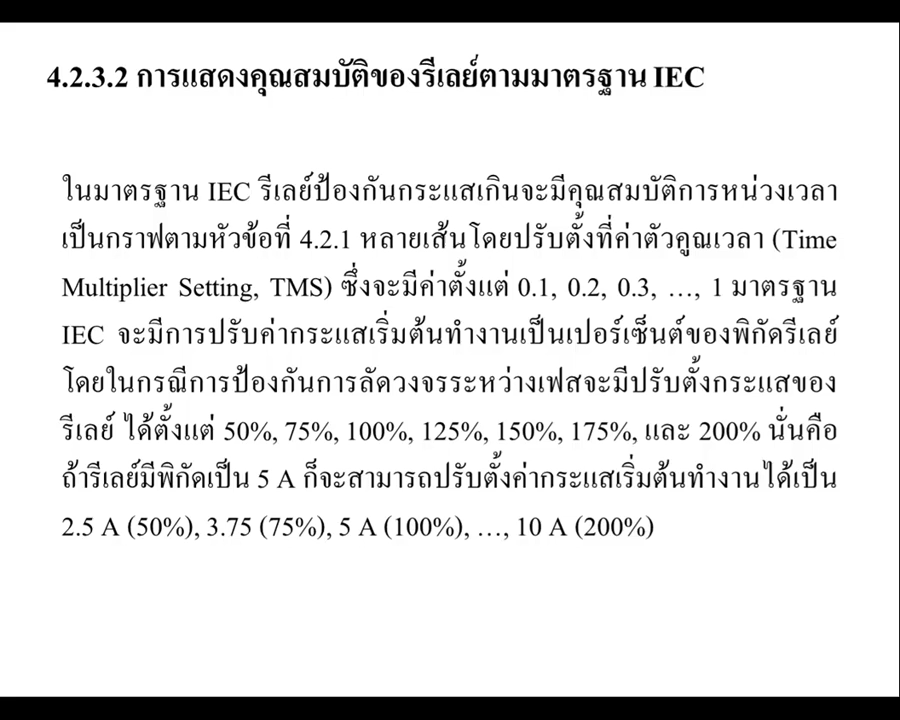 4.2.3.2 การแสดงคุณสมบัติของรีเลย์ตามมาตรฐาน IEC
ในมาตรฐาน IEC รีเลย์ป้องกันกระแสเกินจะมีคุณสมบัติการหน่วงเวลา
เป็นกราฟตามหัวข้อที่ 4.2.1 หลายเส้นโดยปรับตั้งที่ค่าตัวคูณเวลา (Time
Multiplier Setting, TMS) ซึ่งจะมีค่าตั้งแต่ 0.1, 0.2, 0.3, …, 1 มาตรฐาน
IEC จะมีการปรับค่ากระแสเริ่มต้นทำงานเป็นเปอร์เซ็นต์ของพิกัดรีเลย์
โดยในกรณีการป้องกันการลัดวงจรระหว่างเฟสจะมีปรับตั้งกระแสของ
รีเลย์ ได้ตั้งแต่ 50%, 75%, 100%, 125%, 150%, 175%, และ 200% นั่นคือ
ถ้ารีเลย์มีพิกัดเป็น 5 A ก็จะสามารถปรับตั้งค่ากระแสเริ่มต้นทำงานได้เป็น
2.5 A (50%), 3.75 (75%), 5 A (100%), …, 10 A (200%)